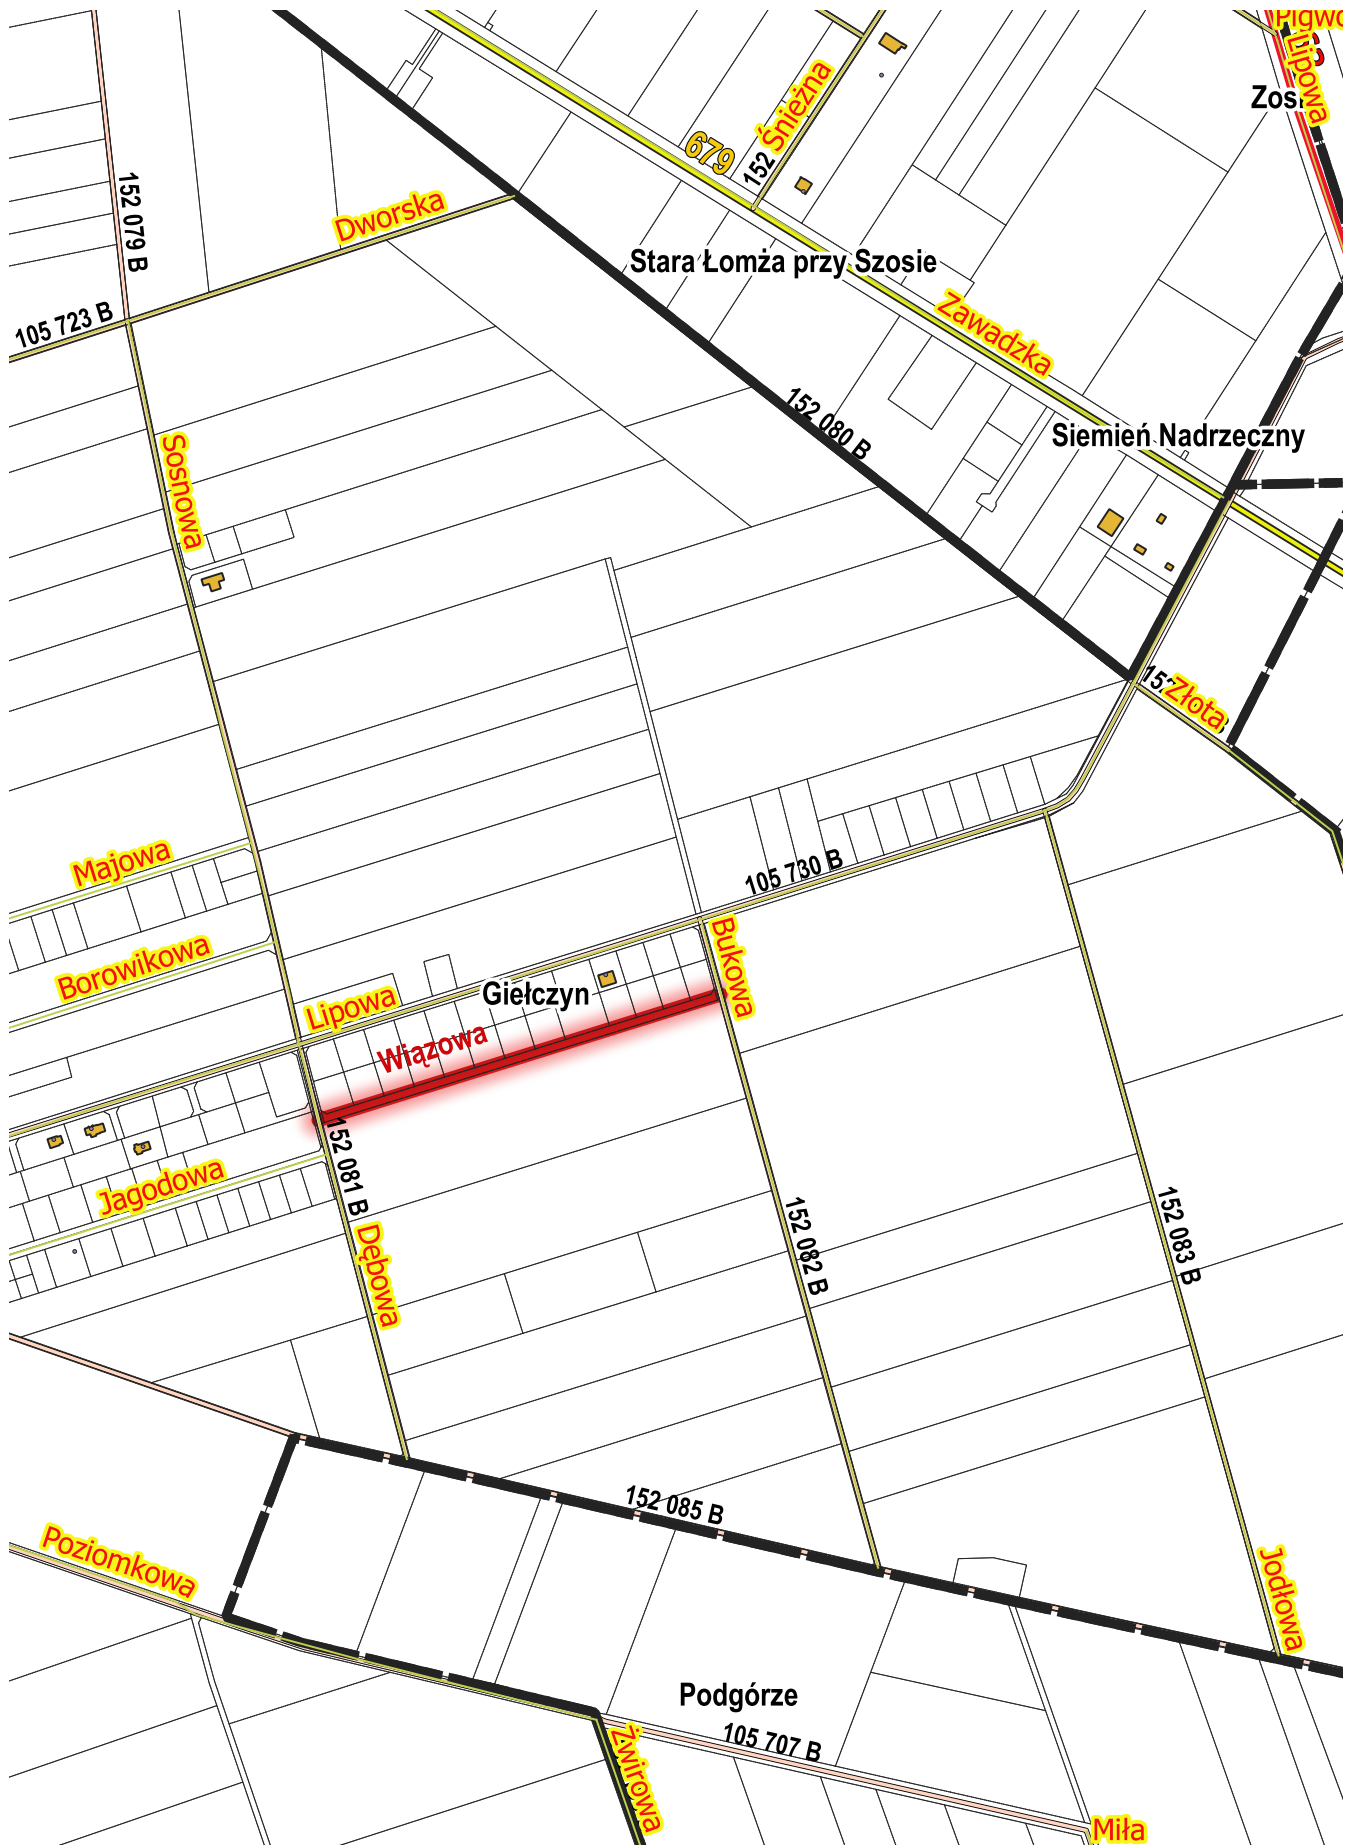 Lipowa
Zos
Śnieżna
679
152
152 079 B
Dworska
Stara Łomża przy Szosie
105 723 B
Zawadzka
152 080 B
Siemień Nadrzeczny
Sosnowa
Złota
Majowa
105 730 B
Borowikowa
Bukowa
Giełczyn
Lipowa
Wiązowa
152 081 B
Jagodowa
152 082 B
152 083 B
Dębowa
152 085 B
Poziomkowa
Jodłowa
Podgórze
105 707 B
Żwirowa
Miła